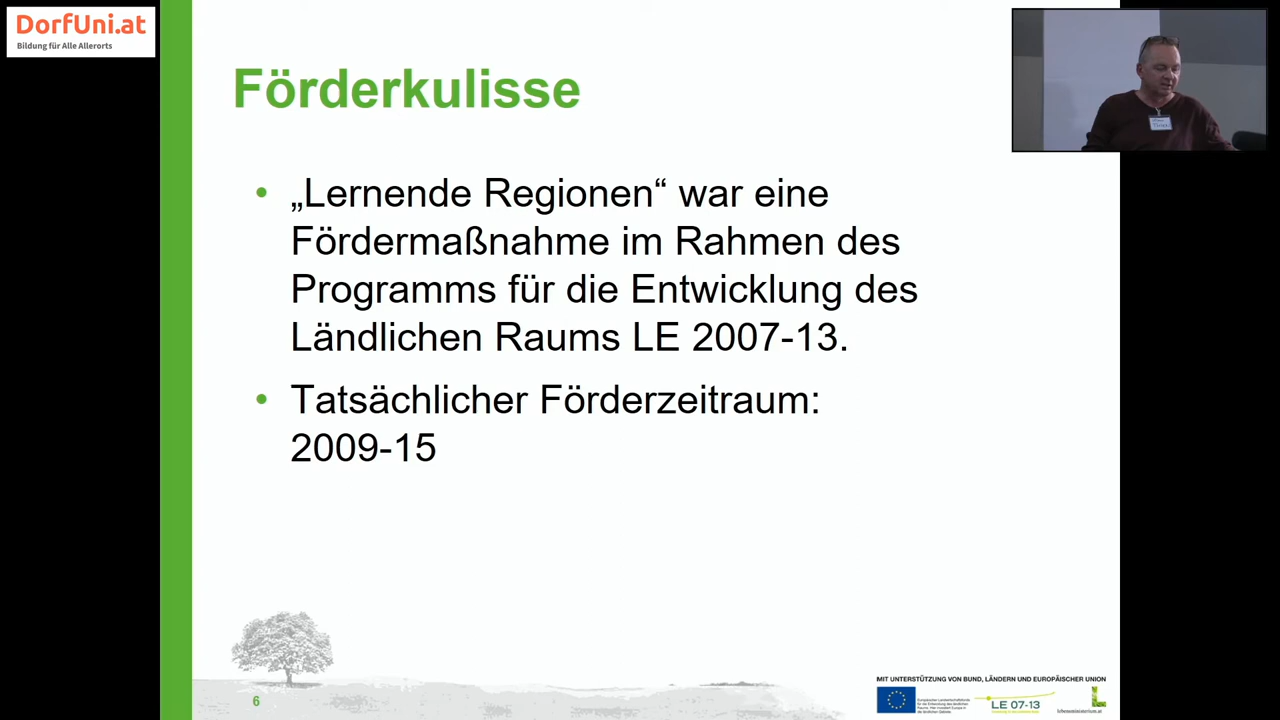 DorfUni.at
Bildung für Alle Allerorts
Förderkulisse
• „Lernende Regionen“ war eine
Fördermaßnahme im Rahmen des
Programms für die Entwicklung des
Ländlichen Raums LE 2007-13.
• Tatsächlicher Förderzeitraum:
2009-15
6
MIT UNTERSTÜTZUNG VON BUND, LÄNDERN UND EUROPÄISCHER UNION
LE 07-13
lebensministerium.at